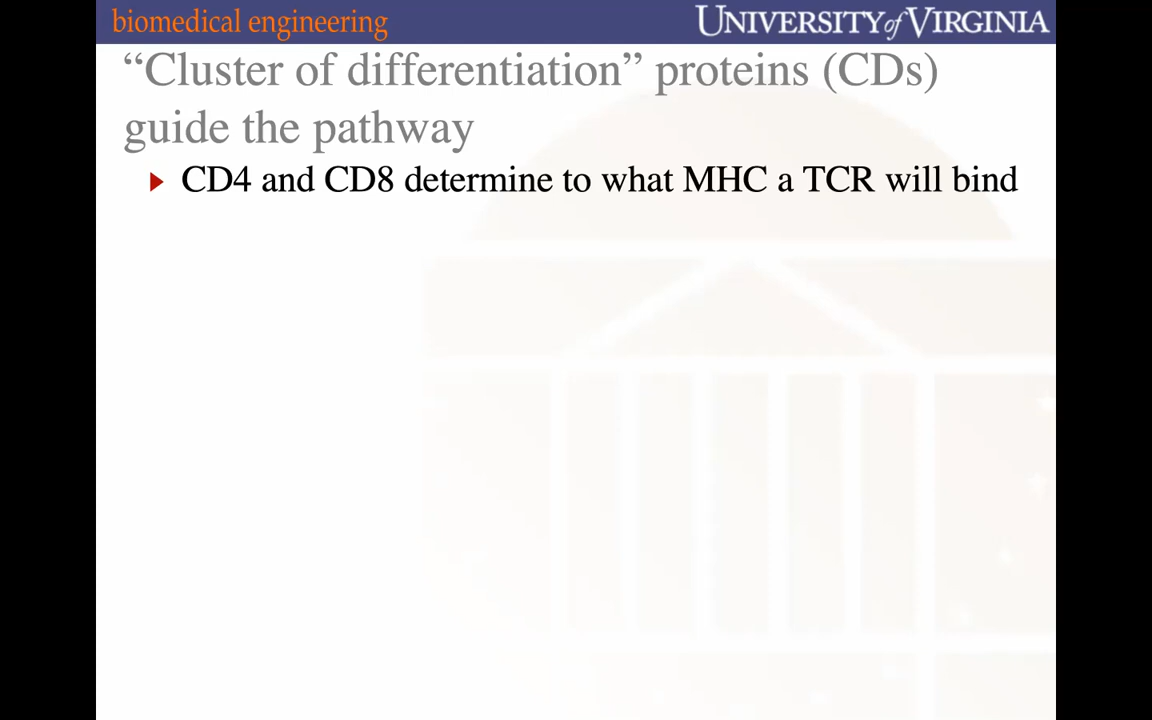 biomedical engineering
UNIVERSITY of VIRGINIA
“Cluster of differentiation” proteins (CDs)
guide the pathway
CD4 and CD8 determine to what MHC a TCR will bind